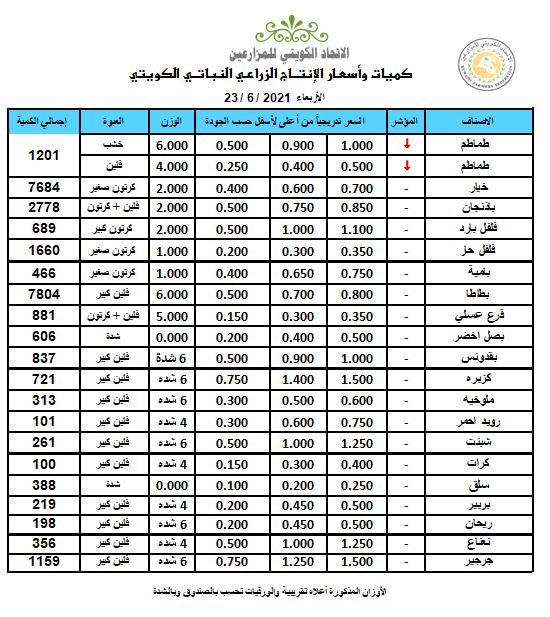 الاتحاد الكويتي للمزارعين
كميات وأسعار الإنتاج الزراعي النباتي الكويتي
الأربعاء 23 / 6 / 2021
الاتحاد الكويتي للمزارعين
KUWAIT FARMERS FEDERATION
الاصناف المؤشر السعر تدريجياً من أعلى لأسفل حسب الجودة الوزن العبوة إجمالي الكمية
طماطم ↓ 1.000 0.900 0.500 6.000 خشب 1201
طماطم ↓ 0.500 0.400 0.250 4.000 فلين
خيار - 0.700 0.600 0.400 2.000 كرتون صغير 7684
باذنجان - 0.850 0.750 0.500 2.000 فلين + كرتون 2778
فلفل بارد - 1.100 1.000 0.500 2.000 كرتون كبير 689
فلفل حار - 0.350 0.300 0.200 1.000 كرتون صغير 1660
بامية - 0.750 0.650 0.400 1.000 كرتون صغير 466
بطاطا - 0.800 0.700 0.500 6.000 فلين كبير 7804
قرع عسلي - 0.350 0.300 0.150 5.000 فلين + كرتون 881
بصل اخضر - 0.500 0.400 0.200 0.000 شدة 606
بقدونس - 1.000 0.900 0.500 6 شدة فلين كبير 837
كزبره - 1.500 1.400 0.750 6 شده فلين كبير 721
ملوخيه - 0.600 0.500 0.300 6 شده فلين كبير 313
رويد احمر - 0.750 0.600 0.300 4 شده فلين كبير 101
شبنت - 1.250 1.000 0.500 6 شده فلين كبير 261
كرات - 0.400 0.300 0.150 4 شده فلين كبير 100
سلق - 0.250 0.200 0.100 0.000 شدة 388
بربير - 0.500 0.450 0.200 4 شده فلين كبير 219
ريحان - 0.500 0.450 0.200 6 شده فلين كبير 198
نعناع - 1.250 1.000 0.500 4 شده فلين كبير 356
جرجير - 1.500 1.250 0.750 6 شده فلين كبير 1159
الأوزان المذكورة أعلاه تقريبية والورقيات تحسب بالصندوق وبالشدة